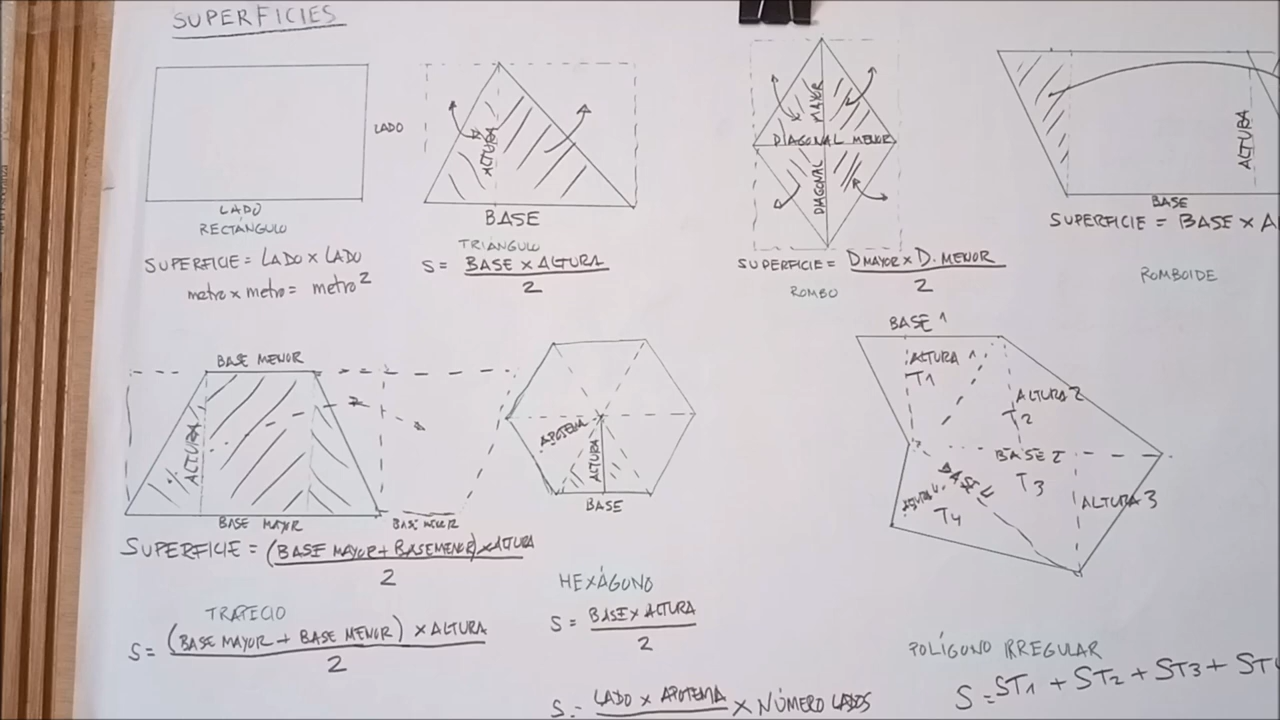 SUPERFICIES
LADO
LADO
RECTÁNGULO
SUPERFICIE = LADO x LADO
metro x metro = metro²
ALTURA
BASE
TRIÁNGULO
S = BASE x ALTURA
2
DIAGONAL MAYOR
DIAGONAL MENOR
SUPERFICIE = D MAYOR x D. MENOR
2
ROMBO
ALTURA
BASE
SUPERFICIE = BASE x A
ROMBOIDE
BASE MENOR
ALTURA
BASE MAYOR
BASE MENOR
SUPERFICIE = (BASE MAYOR + BASE MENOR) x ALTURA
2
TRAPECIO
S = (BASE MAYOR + BASE MENOR) x ALTURA
2
APOTEMA
ALTURA
BASE
HEXÁGONO
S = BASE x ALTURA
2
S = LADO x APOTEMA x NÚMERO LADOS
BASE 1
ALTURA 1
T1
ALTURA 2
T2
BASE 2
T3
ALTURA 3
BASE
T4
POLÍGONO IRREGULAR
S = ST1 + ST2 + ST3 + ST4